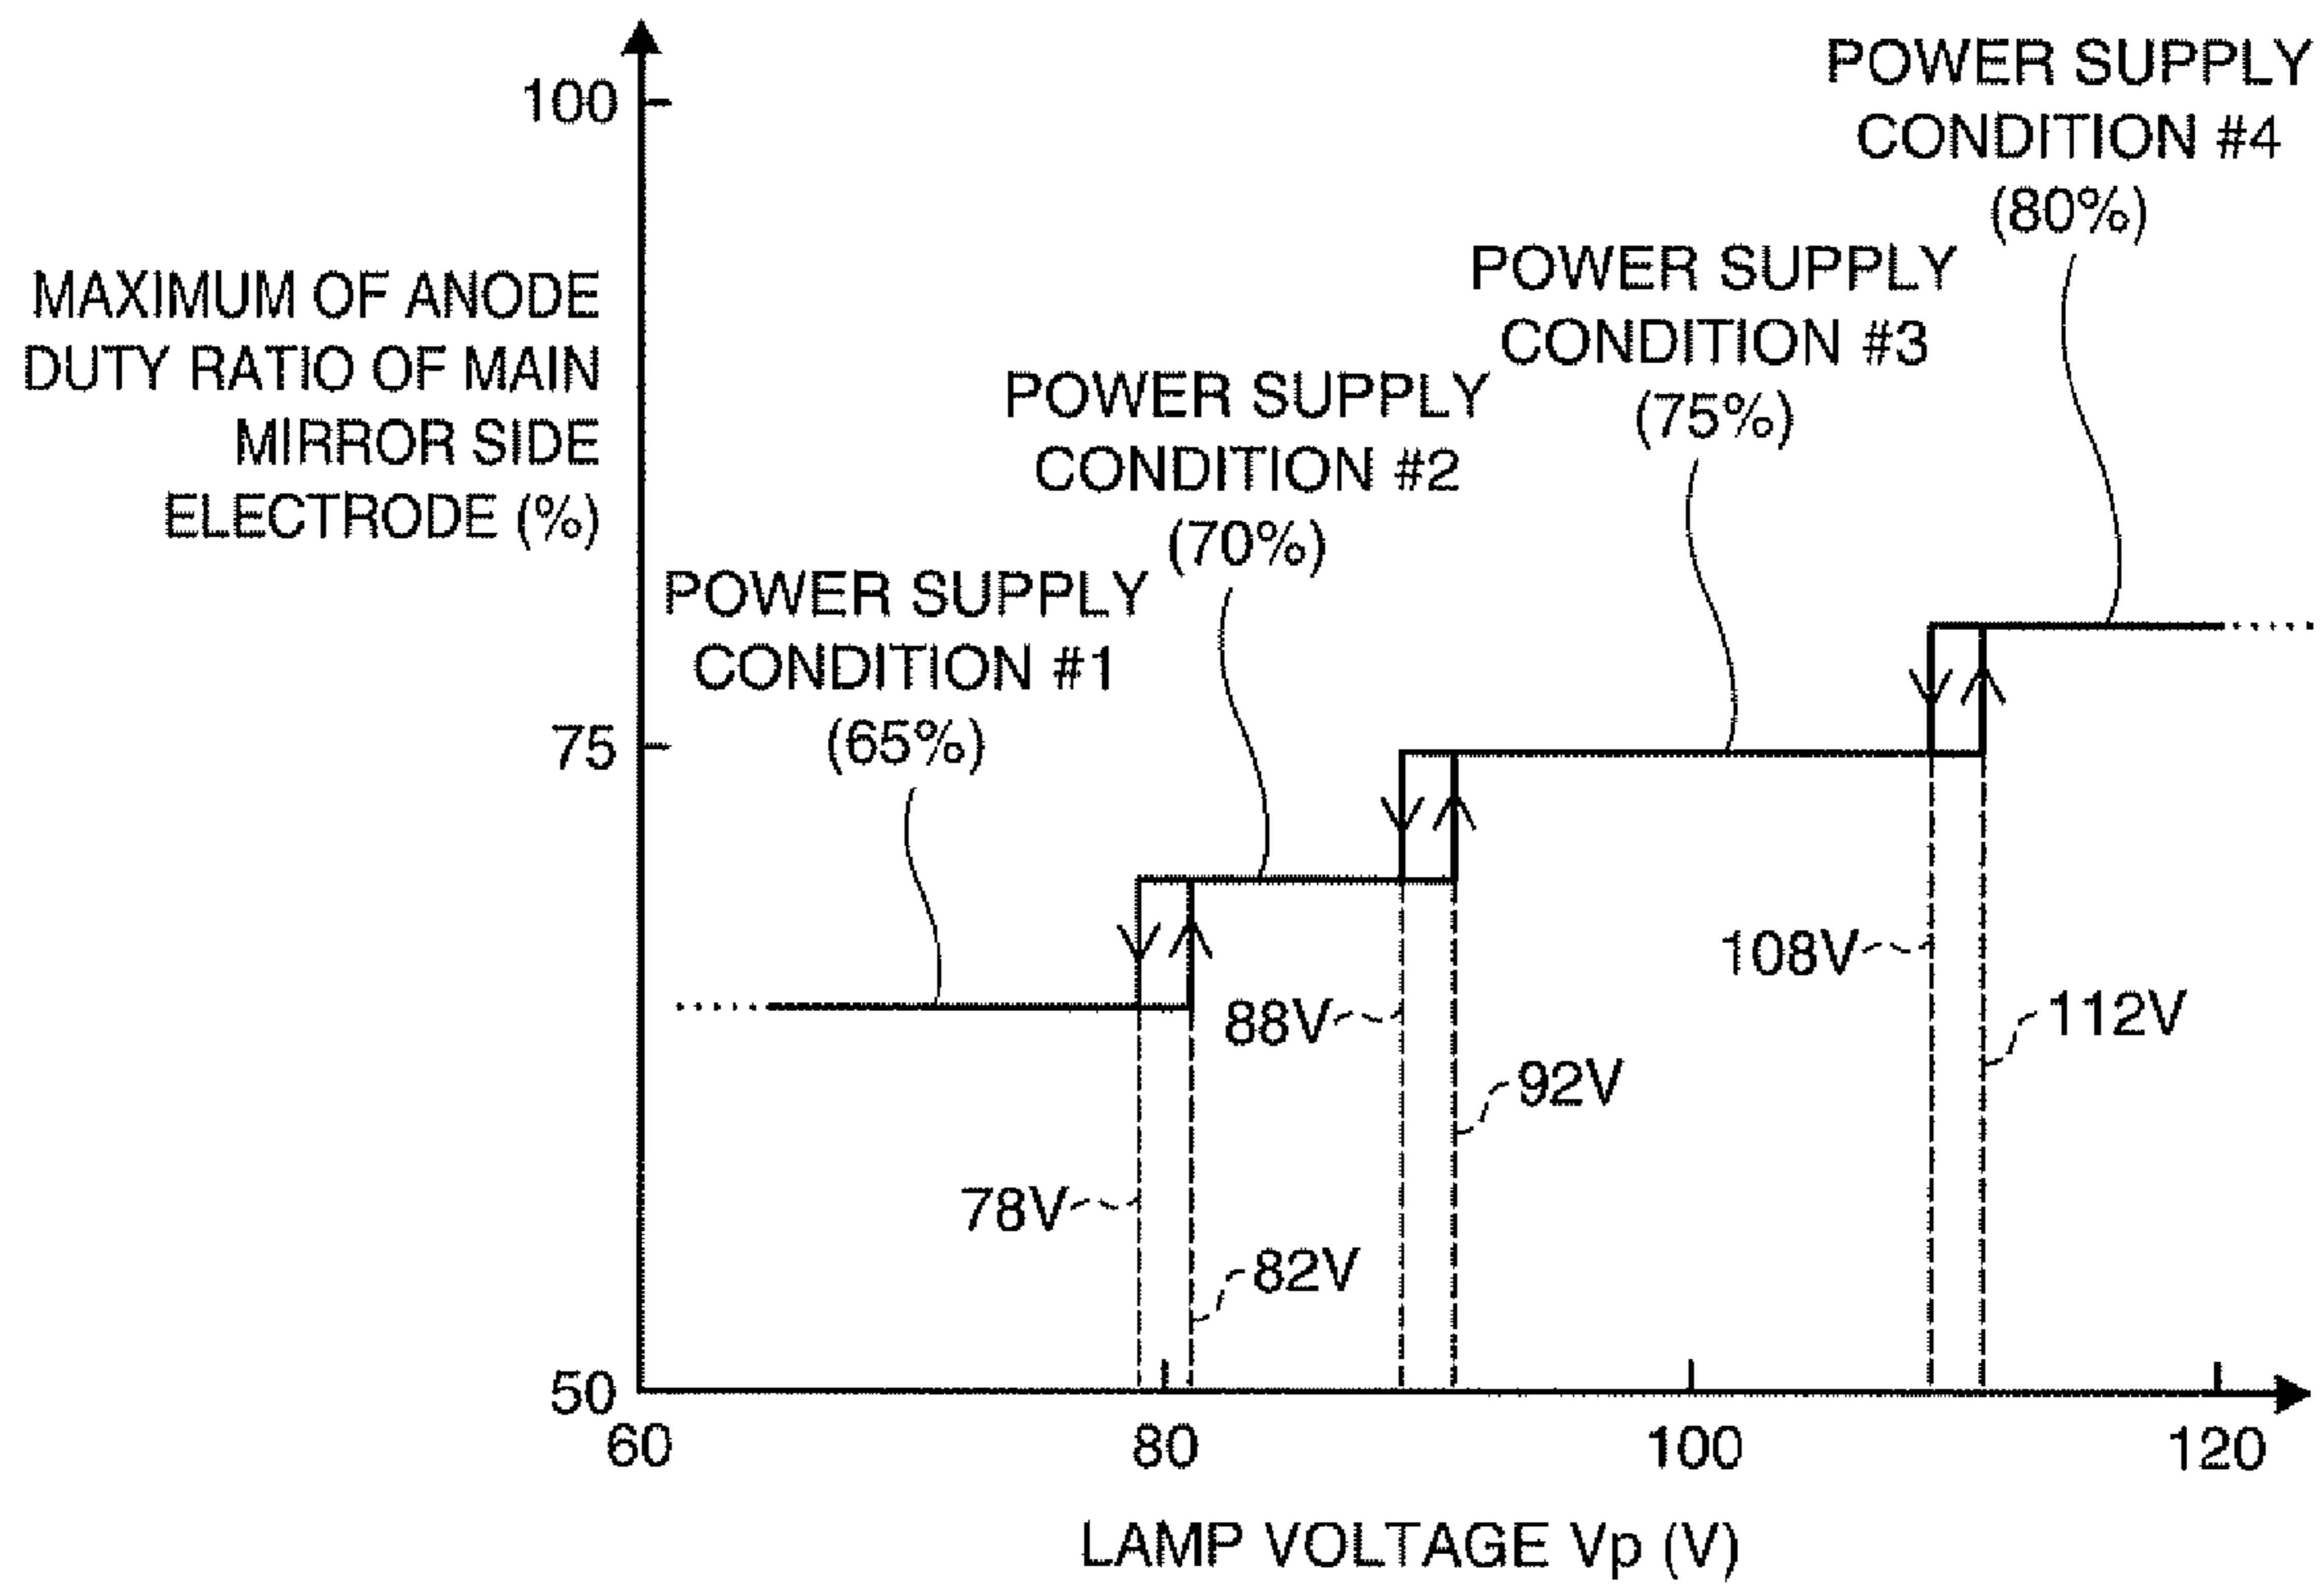 100
POWER SUPPLY
CONDITION #4
(80%)
POWER SUPPLY
CONDITION #3
(75%)
MAXIMUM OF ANODE
DUTY RATIO OF MAIN
MIRROR SIDE
ELECTRODE (%)
POWER SUPPLY
CONDITION #2
(70%)
POWER SUPPLY
CONDITION #1
(65%)
75
108V
88V
112V
92V
78V
82V
50
60
80
100
120
LAMP VOLTAGE Vp (V)